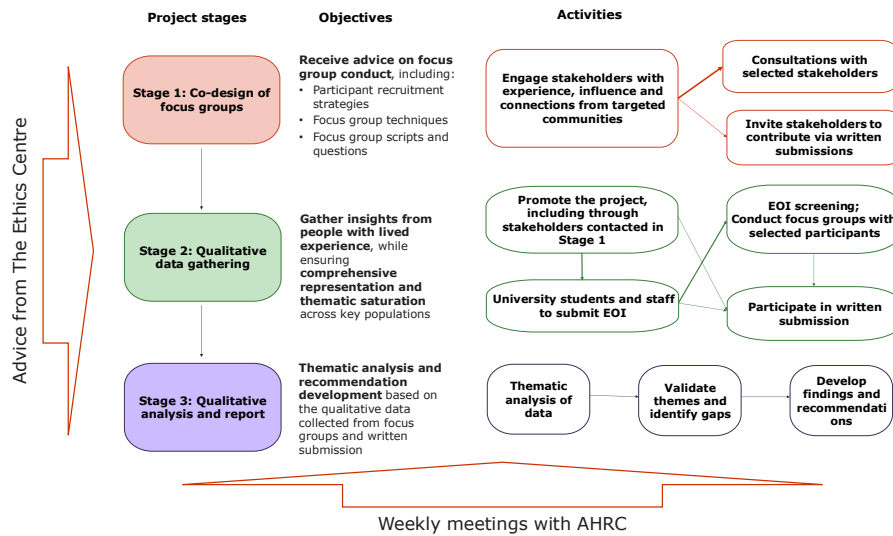 Project stages
Objectives
Activities
Advice from The Ethics Centre
Stage 1: Co-design of
focus groups
Receive advice on focus
group conduct, including:
• Participant recruitment
strategies
• Focus group techniques
• Focus group scripts and
questions
Engage stakeholders with
experience, influence and
connections from targeted
communities
Consultations with
selected stakeholders
Invite stakeholders to
contribute via written
submissions
Stage 2: Qualitative
data gathering
Gather insights from
people with lived
experience, while
ensuring
comprehensive
representation and
thematic saturation
across key populations
Promote the project,
including through
stakeholders contacted in
Stage 1
University students and staff
to submit EOI
EOI screening;
Conduct focus groups with
selected participants
Participate in written
submission
Stage 3: Qualitative
analysis and report
Thematic analysis and
recommendation
development based on
the qualitative data
collected from focus
groups and written
submission
Thematic
analysis of
data
Validate
themes and
identify gaps
Develop
findings and
recommendati
ons
Weekly meetings with AHRC